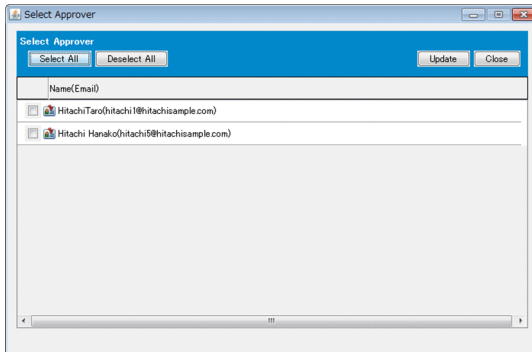 Select Approver
Select Approver
Select All Deselect All Update Close
Name(Email)
HitachiTaro(hitachi1@hitachisample.com)
Hitachi Hanako(hitachi5@hitachisample.com)